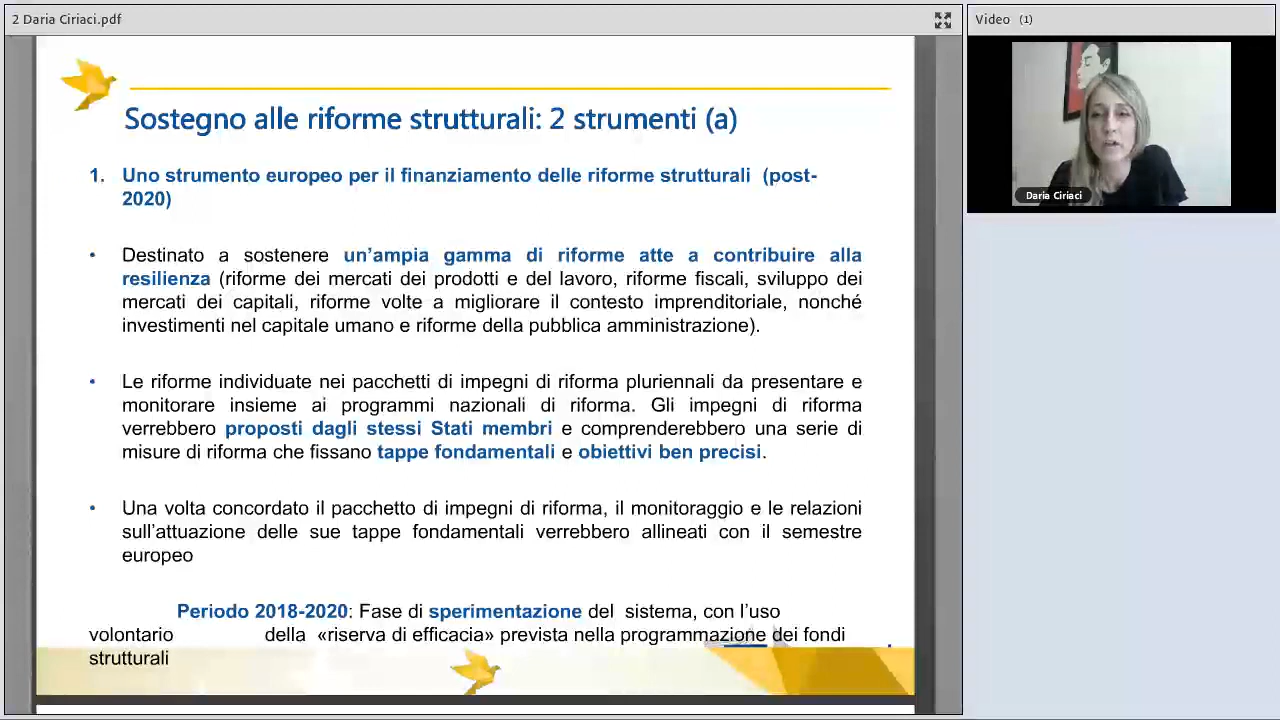 2 Daria Ciriaci.pdf
Video (1)
Daria Ciriaci
Sostegno alle riforme strutturali: 2 strumenti (a)
1. Uno strumento europeo per il finanziamento delle riforme strutturali (post-
2020)
• Destinato a sostenere un’ampia gamma di riforme atte a contribuire alla
resilienza (riforme dei mercati dei prodotti e del lavoro, riforme fiscali, sviluppo dei
mercati dei capitali, riforme volte a migliorare il contesto imprenditoriale, nonché
investimenti nel capitale umano e riforme della pubblica amministrazione).
• Le riforme individuate nei pacchetti di impegni di riforma pluriennali da presentare e
monitorare insieme ai programmi nazionali di riforma. Gli impegni di riforma
verrebbero proposti dagli stessi Stati membri e comprenderebbero una serie di
misure di riforma che fissano tappe fondamentali e obiettivi ben precisi.
• Una volta concordato il pacchetto di impegni di riforma, il monitoraggio e le relazioni
sull’attuazione delle sue tappe fondamentali verrebbero allineati con il semestre
europeo
Periodo 2018-2020: Fase di sperimentazione del sistema, con l’uso
volontario della «riserva di efficacia» prevista nella programmazione dei fondi
strutturali